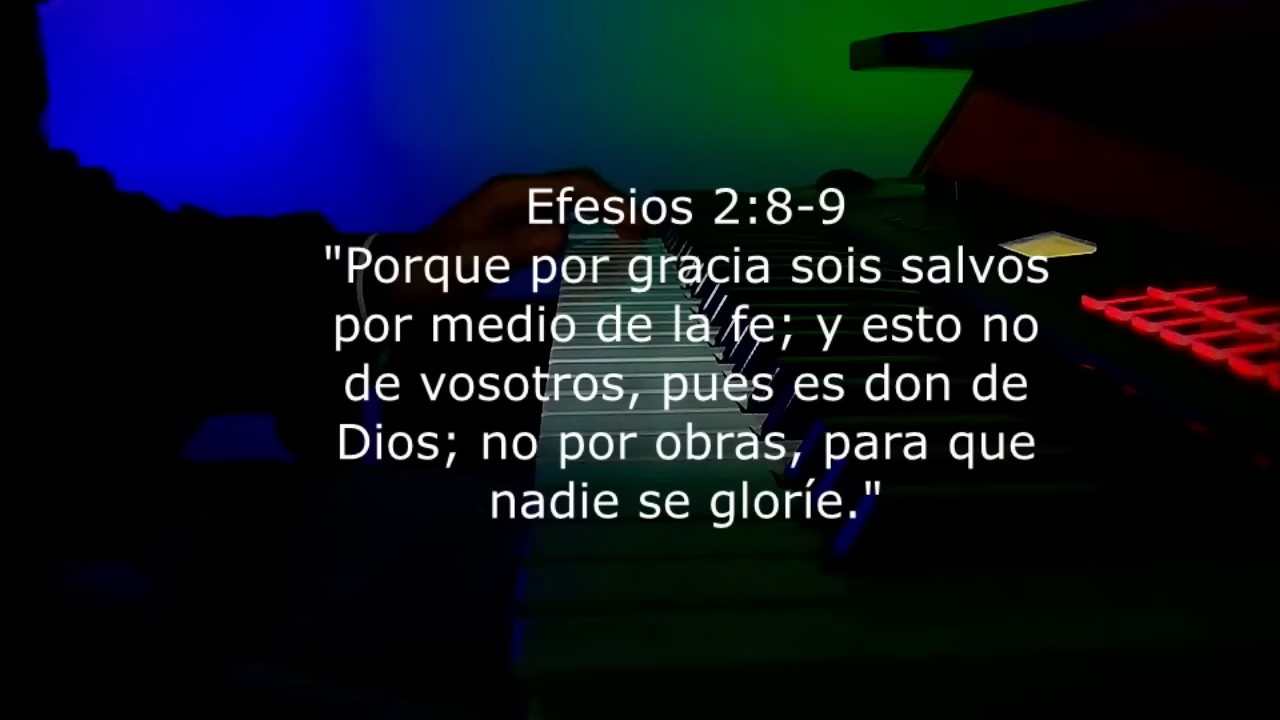 Efesios 2:8-9
"Porque por gracia sois salvos
por medio de la fe; y esto no
de vosotros, pues es don de
Dios; no por obras, para que
nadie se gloríe."